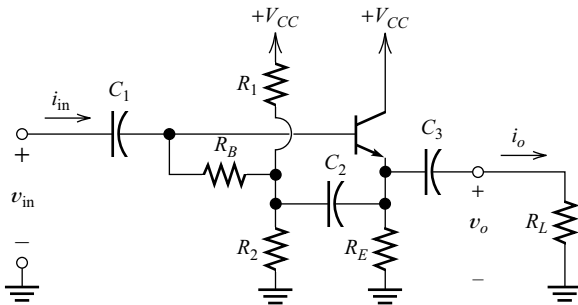 +V_CC +V_CC
R_1
i_in C_1 C_3 i_o
R_B C_2
+ +
v_in v_o
R_2 R_E R_L
− −